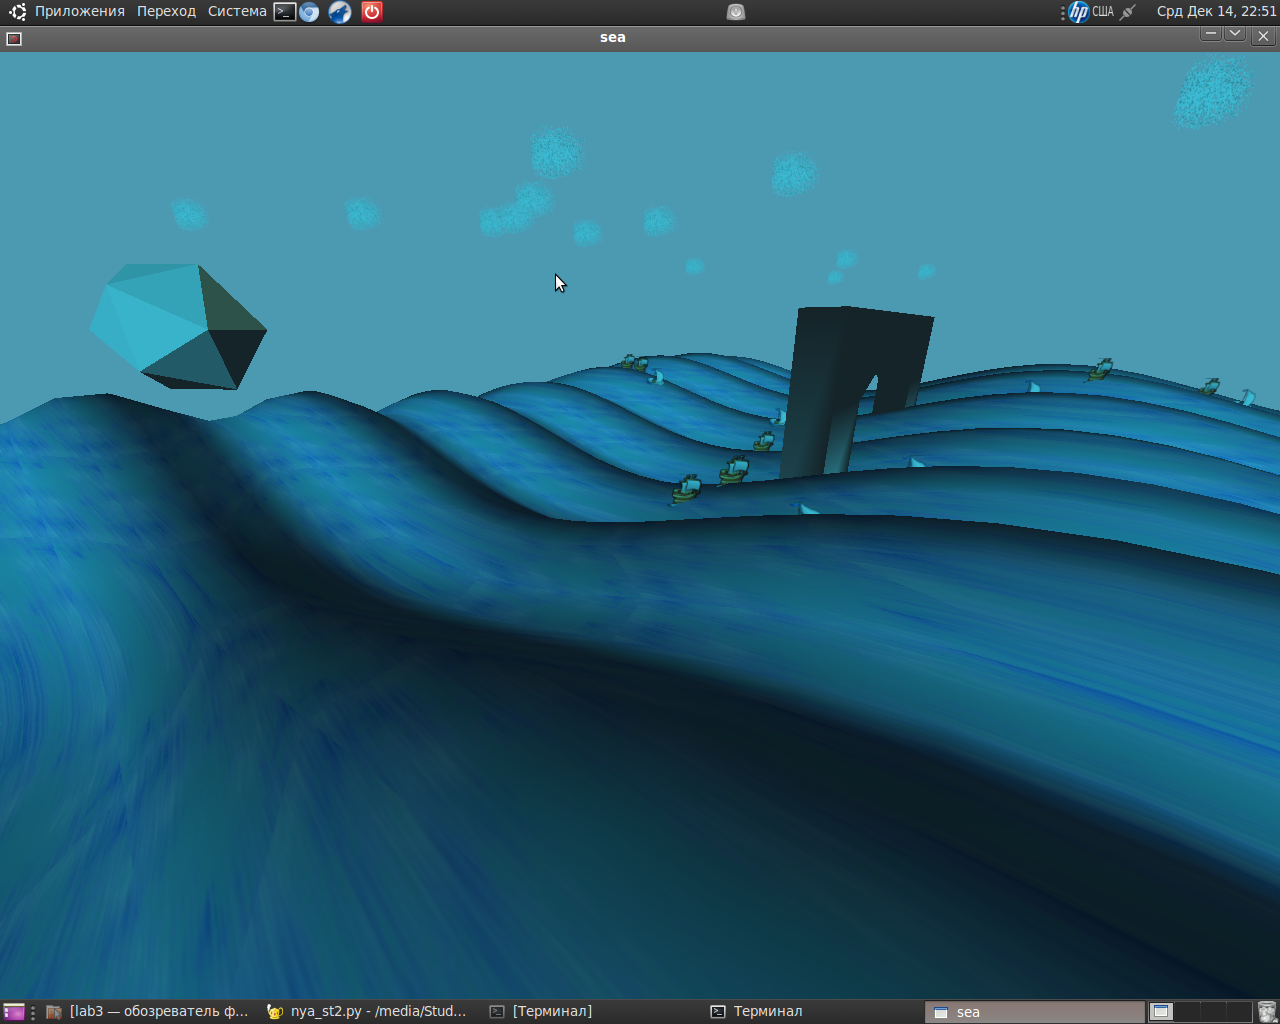 Приложения Переход Система США Срд Дек 14, 22:51
sea
[lab3 — обозреватель ф... nya_st2.py - /media/Stud... [Терминал] Терминал sea